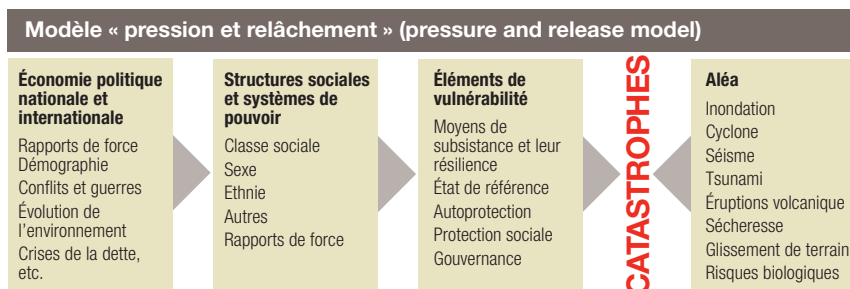 Modèle « pression et relâchement » (pressure and release model)
Économie politique
nationale et
internationale
Rapports de force
Démographie
Conflits et guerres
Évolution de
l'environnement
Crises de la dette,
etc.
Structures sociales
et systèmes de
pouvoir
Classe sociale
Sexe
Ethnie
Autres
Rapports de force
Éléments de
vulnérabilité
Moyens de
subsistance et leur
résilience
État de référence
Autoprotection
Protection sociale
Gouvernance
CATASTROPHES
Aléa
Inondation
Cyclone
Séisme
Tsunami
Éruptions volcanique
Sécheresse
Glissement de terrain
Risques biologiques